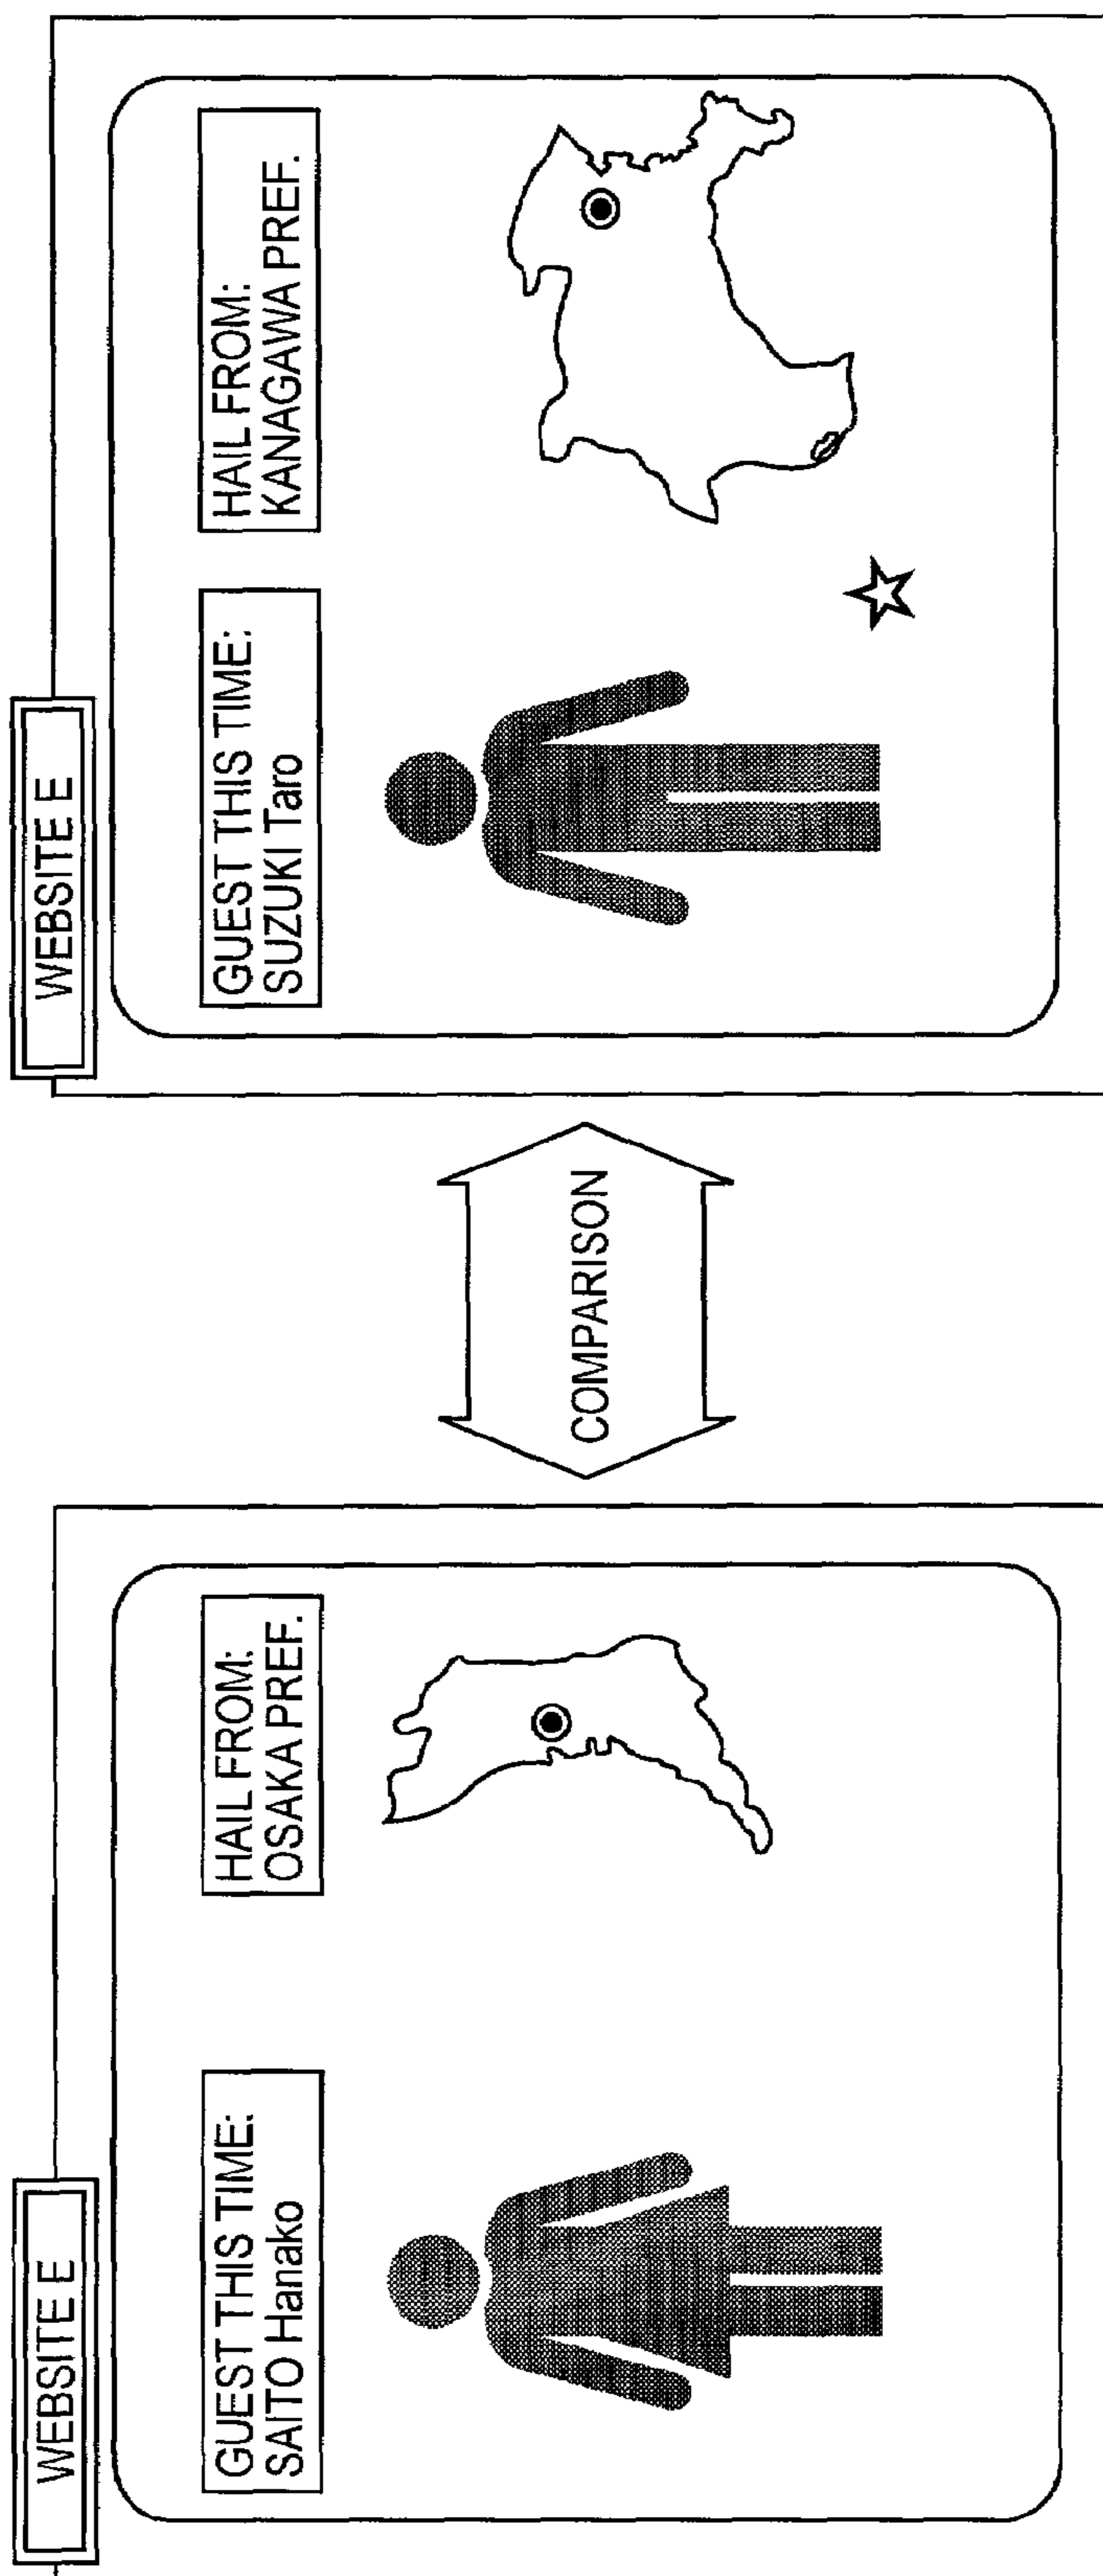 WEBSITE E
GUEST THIS TIME:
SAITO Hanako
HAIL FROM:
OSAKA PREF.
COMPARISON
WEBSITE E
GUEST THIS TIME:
SUZUKI Taro
HAIL FROM:
KANAGAWA PREF.